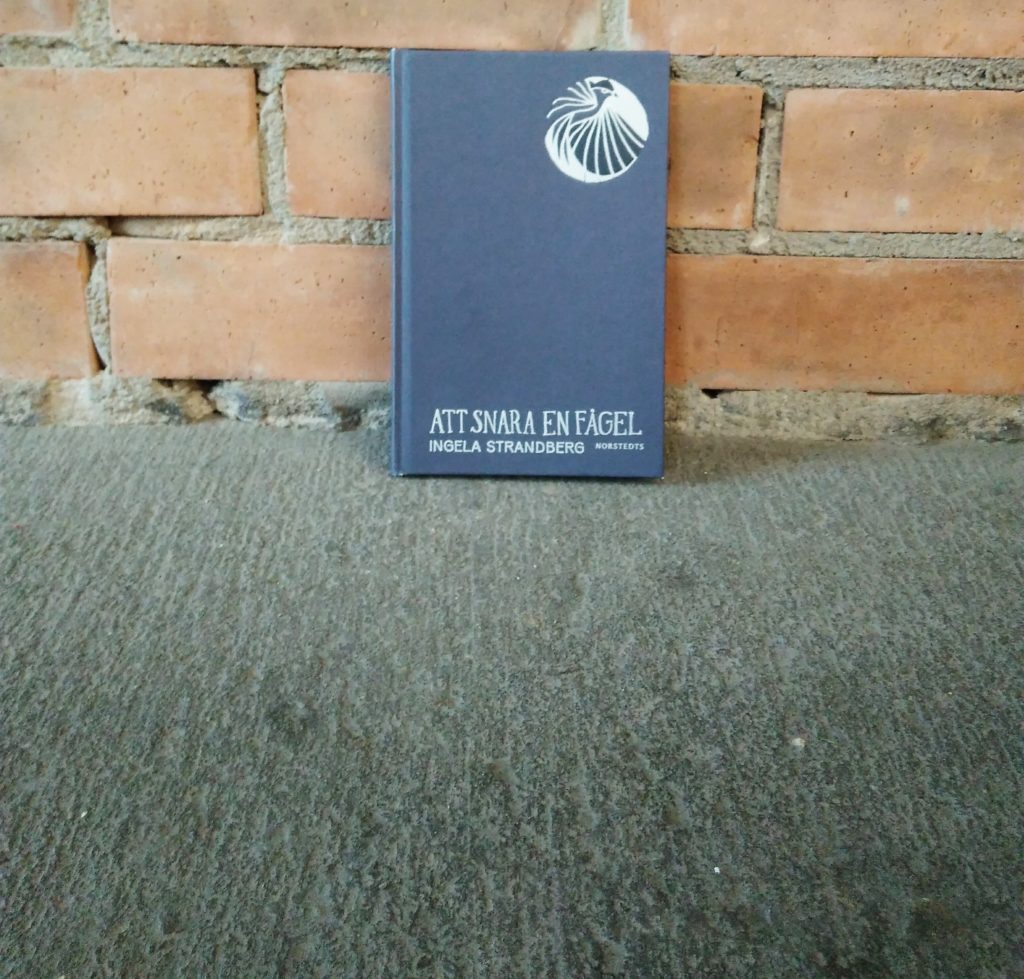 ATT SNARA EN FÅGEL
INGELA STRANDBERG NORSTEDTS